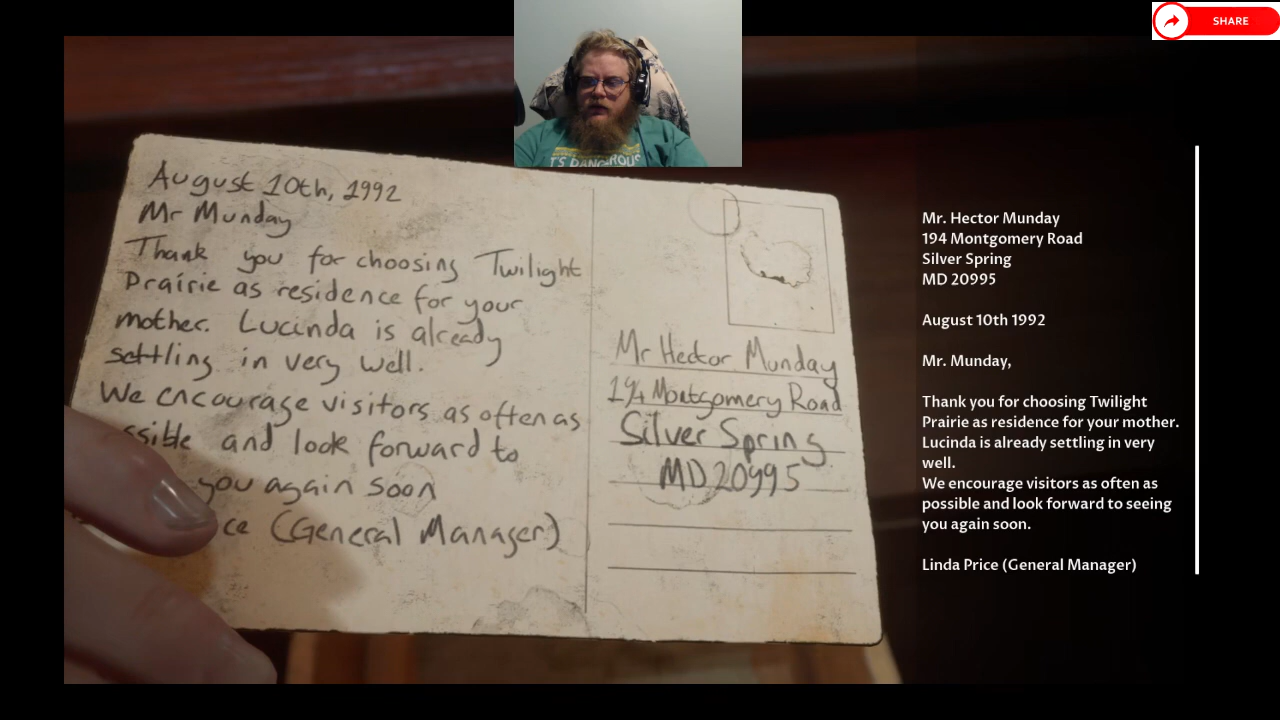 SHARE
TS DANGEROUS
August 10th, 1992
Mr Munday
Thank you for choosing Twilight
Prairie as residence for your
mother. Lucinda is already
settling in very well.
We encourage visitors as often as
ssible and look forward to
you again soon
ce (General Manager)
Mr Hector Munday
194 Montgomery Road
Silver Spring
MD 20995
Mr. Hector Munday
194 Montgomery Road
Silver Spring
MD 20995
August 10th 1992
Mr. Munday,
Thank you for choosing Twilight
Prairie as residence for your mother.
Lucinda is already settling in very
well.
We encourage visitors as often as
possible and look forward to seeing
you again soon.
Linda Price (General Manager)